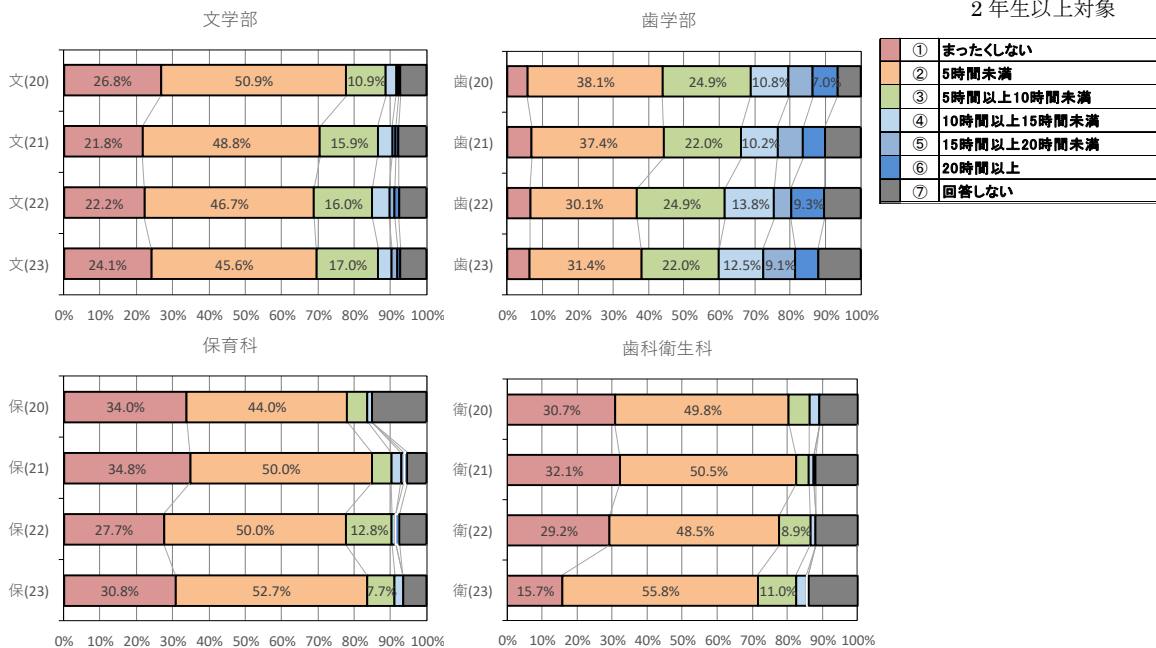 文学部
文(20) 26.8% 50.9% 10.9%
文(21) 21.8% 48.8% 15.9%
文(22) 22.2% 46.7% 16.0%
文(23) 24.1% 45.6% 17.0%
0% 10% 20% 30% 40% 50% 60% 70% 80% 90% 100%
歯学部
歯(20) 38.1% 24.9% 10.8% 7.0%
歯(21) 37.4% 22.0% 10.2%
歯(22) 30.1% 24.9% 13.8% 9.3%
歯(23) 31.4% 22.0% 12.5% 9.1%
0% 10% 20% 30% 40% 50% 60% 70% 80% 90% 100%
2年生以上対象
① まったくしない
② 5時間未満
③ 5時間以上10時間未満
④ 10時間以上15時間未満
⑤ 15時間以上20時間未満
⑥ 20時間以上
⑦ 回答しない
保育科
保(20) 34.0% 44.0%
保(21) 34.8% 50.0%
保(22) 27.7% 50.0% 12.8%
保(23) 30.8% 52.7% 7.7%
0% 10% 20% 30% 40% 50% 60% 70% 80% 90% 100%
歯科衛生科
衛(20) 30.7% 49.8%
衛(21) 32.1% 50.5%
衛(22) 29.2% 48.5% 8.9%
衛(23) 15.7% 55.8% 11.0%
0% 10% 20% 30% 40% 50% 60% 70% 80% 90% 100%